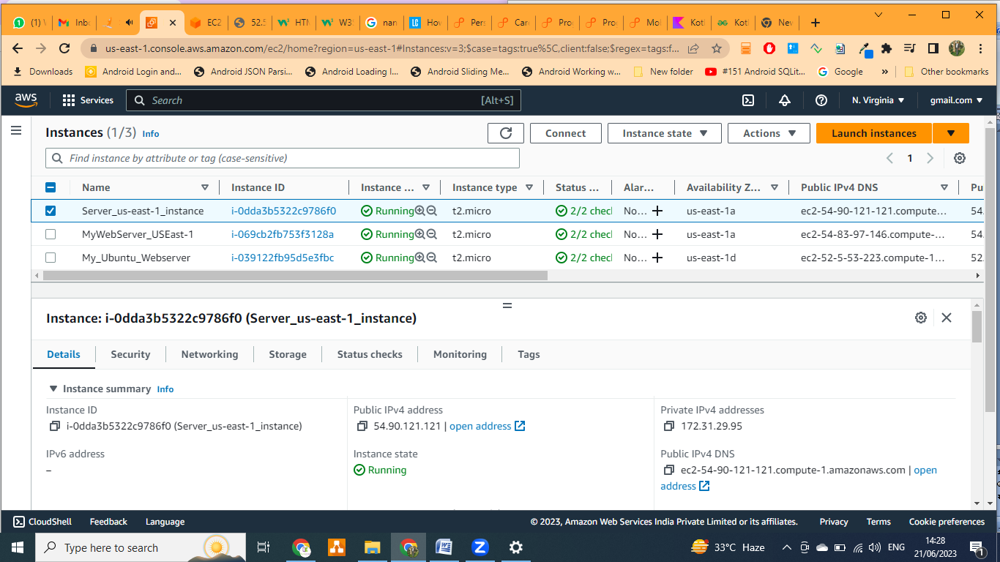 (1) W
Inbo
EC2
52.5
HTM
W3S
nan
How
Pers
Card
Prog
Prog
Mob
Kotl
Kotl
New
us-east-1.console.aws.amazon.com/ec2/home?region=us-east-1#Instances:v=3;$case=tags:true%5C,client:false;$regex=tags:f...
Downloads Android Login and... Android JSON Parsi... Android Loading I... Android Sliding Me... Android Working w... New folder #151 Android SQLit... Google » Other bookmarks
aws Services Search [Alt+S] N. Virginia gmail.com
Instances (1/3) Info Connect Instance state Actions Launch instances
Find instance by attribute or tag (case-sensitive) 1
Name Instance ID Instance ... Instance type Status ... Alar... Availability Z... Public IPv4 DNS Pu
Server_us-east-1_instance i-0dda3b5322c9786f0 Running t2.micro 2/2 checl No... us-east-1a ec2-54-90-121-121.compute... 54.
MyWebServer_USEast-1 i-069cb2fb753f3128a Running t2.micro 2/2 checl No... us-east-1a ec2-54-83-97-146.compute-... 54.
My_Ubuntu_Webserver i-039122fb95d5e3fbc Running t2.micro 2/2 checl No... us-east-1d ec2-52-5-53-223.compute-1... 52.
Instance: i-0dda3b5322c9786f0 (Server_us-east-1_instance)
Details Security Networking Storage Status checks Monitoring Tags
Instance summary Info
Instance ID Public IPv4 address Private IPv4 addresses
i-0dda3b5322c9786f0 (Server_us-east-1_instance) 54.90.121.121 | open address 172.31.29.95
IPv6 address Instance state Public IPv4 DNS
– Running ec2-54-90-121-121.compute-1.amazonaws.com | open
address
CloudShell Feedback Language © 2023, Amazon Web Services India Private Limited or its affiliates. Privacy Terms Cookie preferences
Type here to search 33°C Haze ENG 14:28
21/06/2023 1